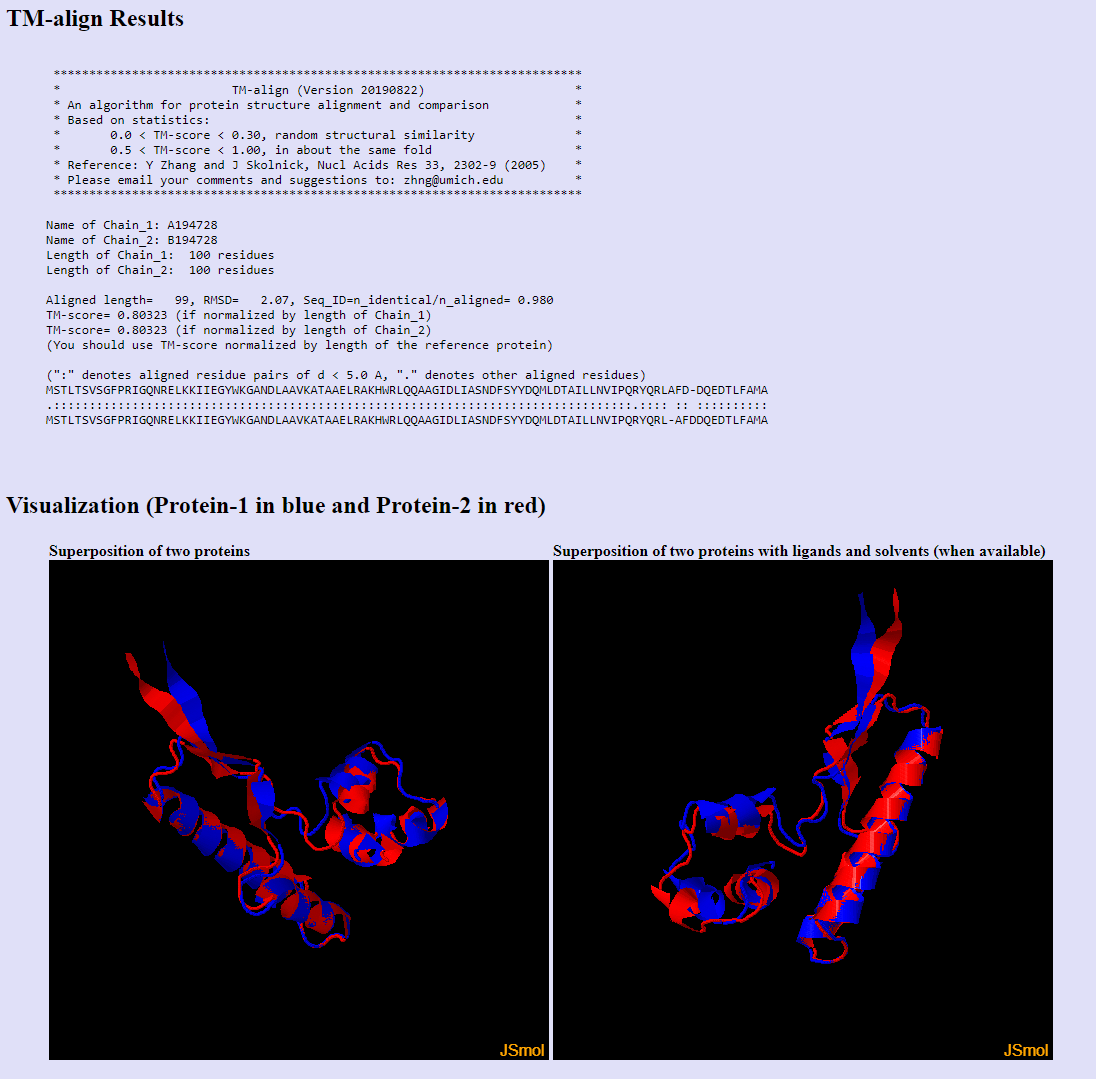 TM-align Results
**************************************************************************
* TM-align (Version 20190822) *
* An algorithm for protein structure alignment and comparison *
* Based on statistics: *
* 0.0 < TM-score < 0.30, random structural similarity *
* 0.5 < TM-score < 1.00, in about the same fold *
* Reference: Y Zhang and J Skolnick, Nucl Acids Res 33, 2302-9 (2005) *
* Please email your comments and suggestions to: zhng@umich.edu *
**************************************************************************
Name of Chain_1: A194728
Name of Chain_2: B194728
Length of Chain_1: 100 residues
Length of Chain_2: 100 residues
Aligned length= 99, RMSD= 2.07, Seq_ID=n_identical/n_aligned= 0.980
TM-score= 0.80323 (if normalized by length of Chain_1)
TM-score= 0.80323 (if normalized by length of Chain_2)
(You should use TM-score normalized by length of the reference protein)
(":" denotes aligned residue pairs of d < 5.0 A, "." denotes other aligned residues)
MSTLTSVSGFPRIGQNRELKKIIEGYWKGANDLAAVKATAAELRAKHWRLQQAAGIDLIASNDFSYYDQMLDTAILLNVIPQRYQRLAFD-DQEDTLFAMA
.:::::::::::::::::::::::::::::::::::::::::::::::::::::::::::::::::::::::::::::::::.:::: :: ::::::::::
MSTLTSVSGFPRIGQNRELKKIIEGYWKGANDLAAVKATAAELRAKHWRLQQAAGIDLIASNDFSYYDQMLDTAILLNVIPQRYQRL-AFDDQEDTLFAMA
Visualization (Protein-1 in blue and Protein-2 in red)
Superposition of two proteins
Superposition of two proteins with ligands and solvents (when available)
JSmol
JSmol